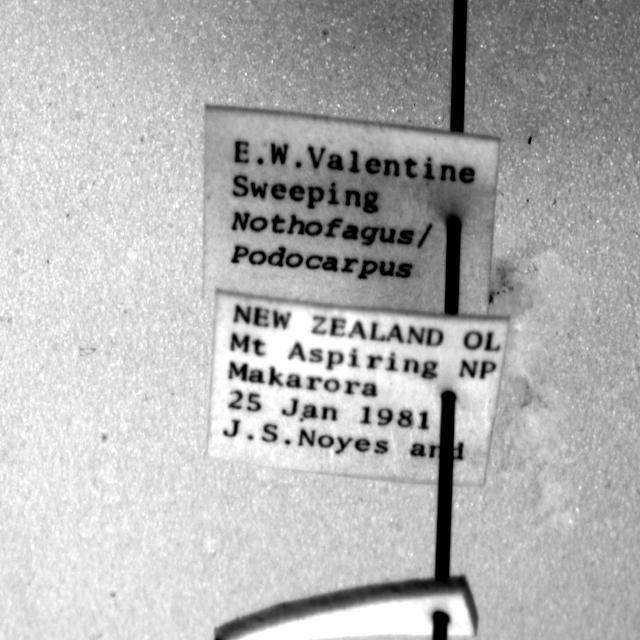 E.W.Valentine
Sweeping
Nothofagus/
Podocarpus
NEW ZEALAND OL
Mt Aspiring NP
Makarora
25 Jan 1981
J.S.Noyes and